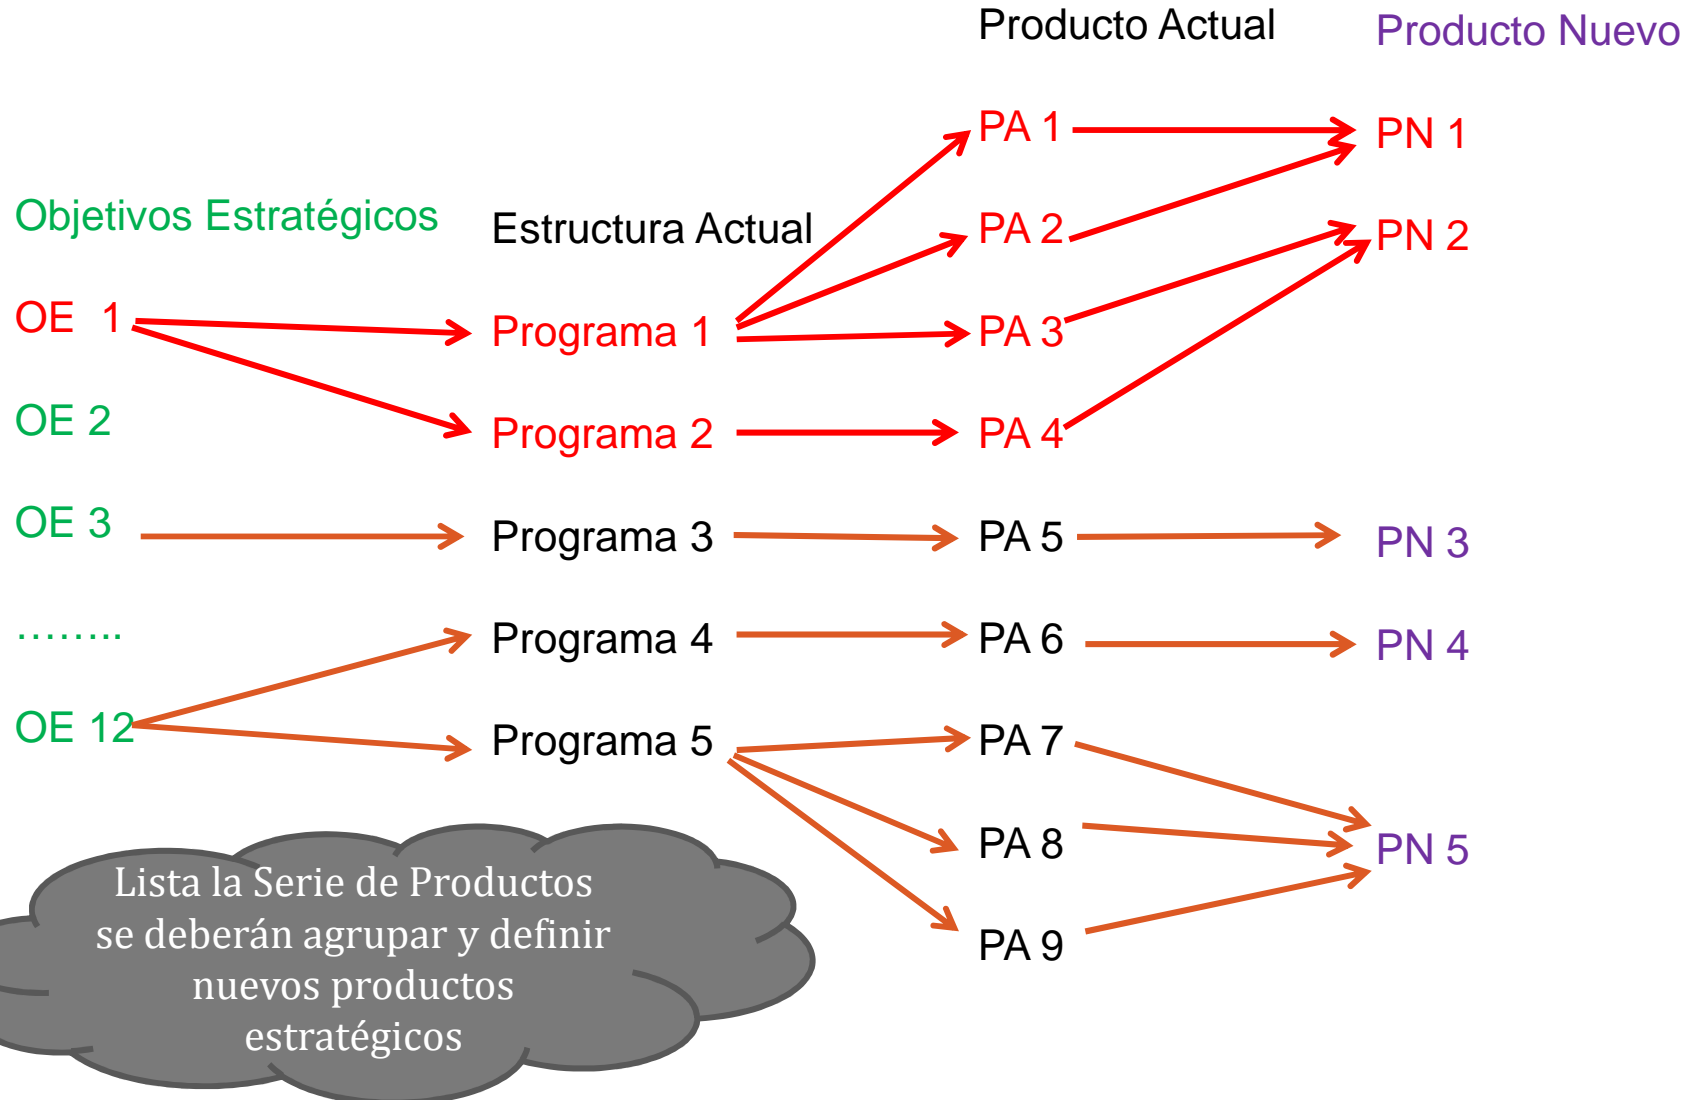 Producto Actual
Producto Nuevo
Objetivos Estratégicos
Estructura Actual
PA 1
PN 1
PA 2
PN 2
OE  1
Programa 1
PA 3
OE 2
Programa 2
PA 4
OE 3
Programa 3
PA 5
PN 3
……..
Programa 4
PA 6
PN 4
OE 12
Programa 5
PA 7
PA 8
PN 5
PA 9
Lista la Serie de Productos
se deberán agrupar y definir
nuevos productos
estratégicos